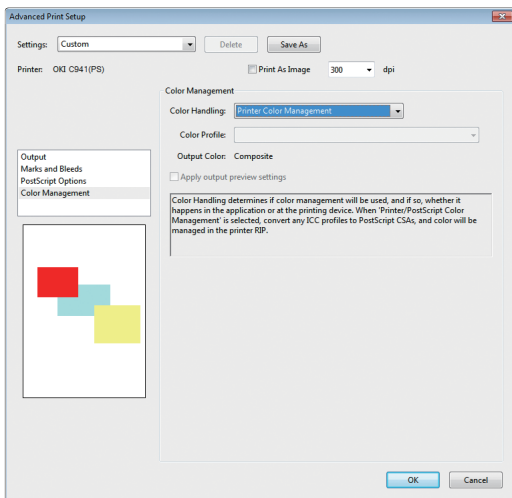 Advanced Print Setup
Settings: Custom Delete Save As
Printer: OKI C941(PS) Print As Image 300 dpi
Color Management
Color Handling: Printer Color Management
Color Profile:
Output Color: Composite
Apply output preview settings
Color Handling determines if color management will be used, and if so, whether it
happens in the application or at the printing device. When 'Printer/PostScript Color
Management' is selected, convert any ICC profiles to PostScript CSAs, and color will be
managed in the printer RIP.
Output
Marks and Bleeds
PostScript Options
Color Management
OK Cancel